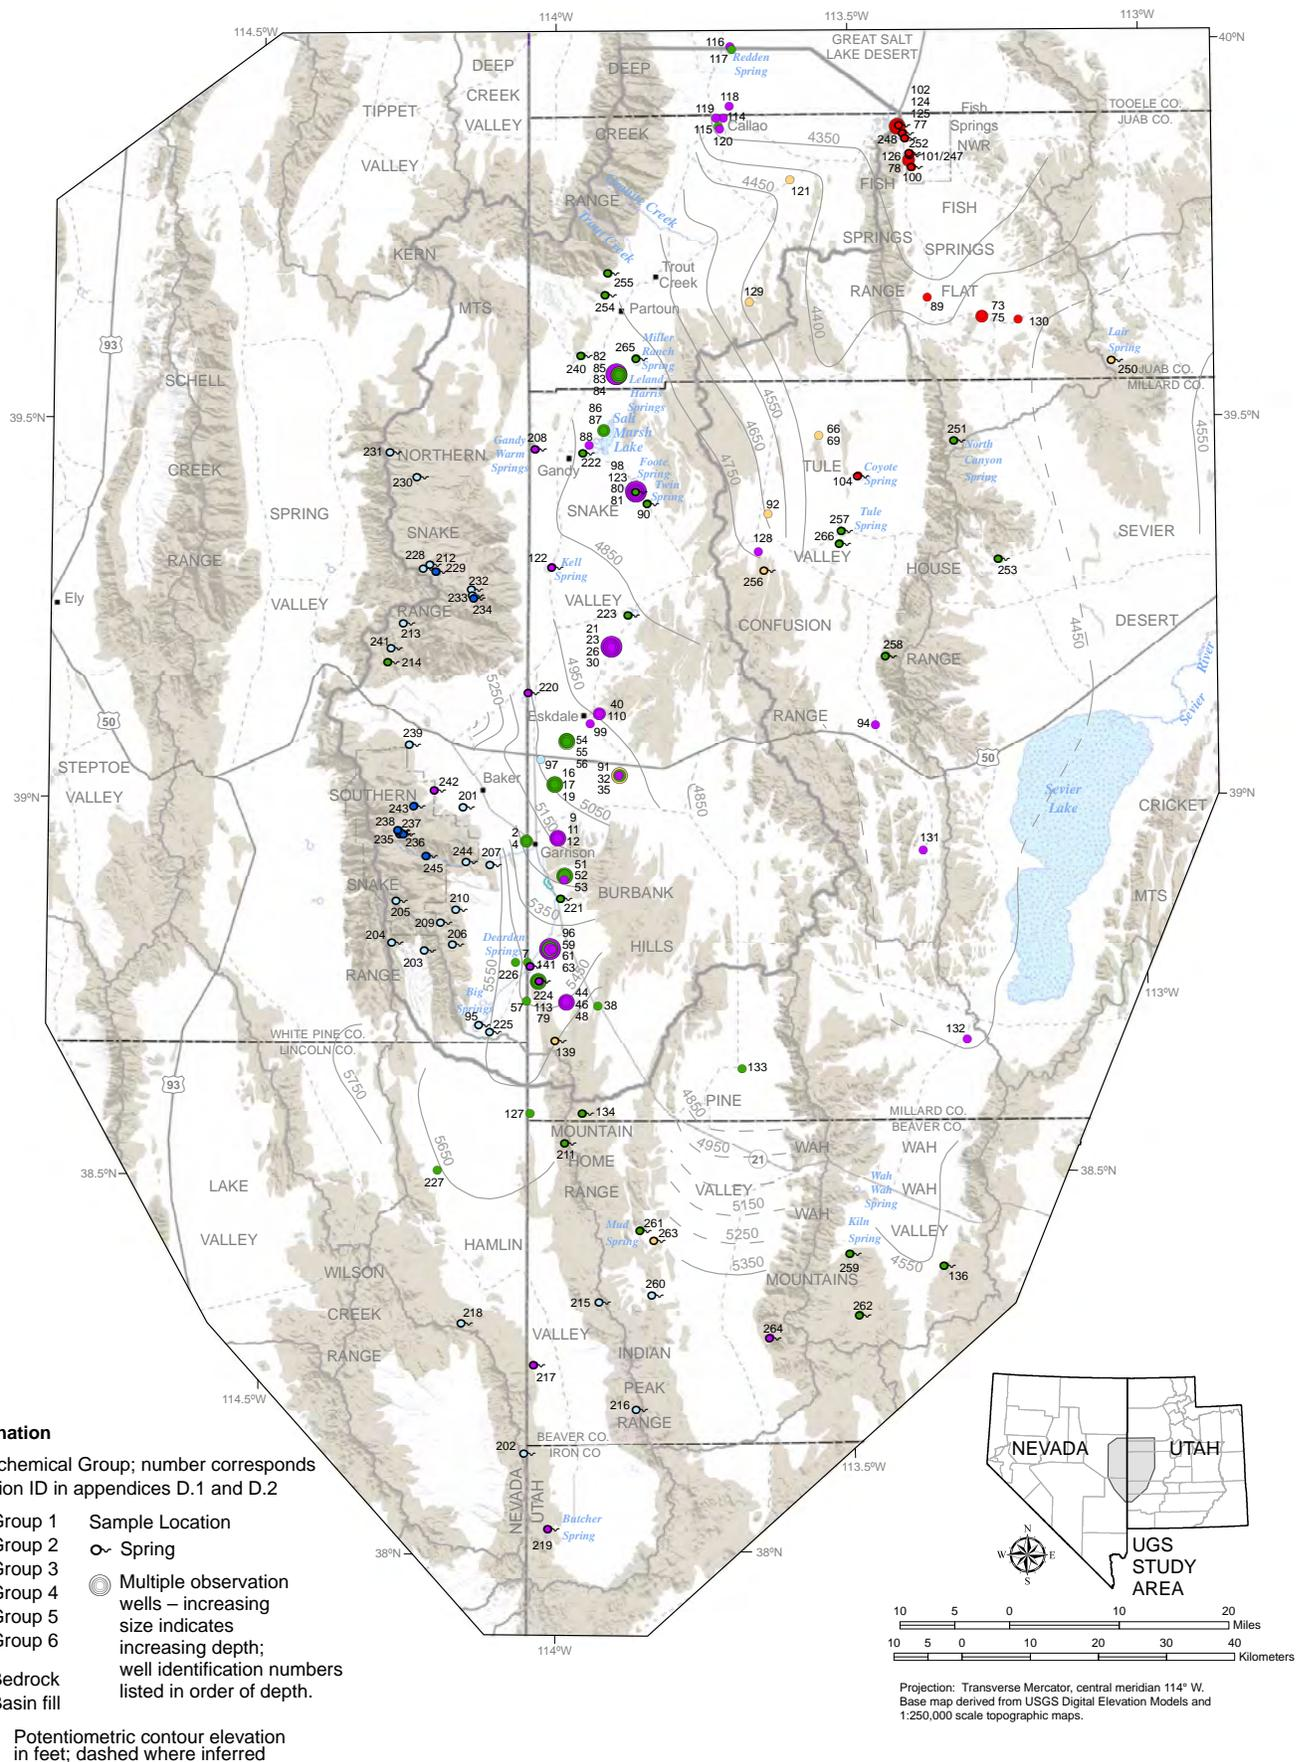 114°W
113.5°W
113°W
114.5°W
40°N
GREAT SALT
LAKE DESERT
116
117
Redden
Spring
DEEP
CREEK
VALLEY
DEEP
CREEK
RANGE
TIPPET
VALLEY
118
119
114
115
Callao
120
102
124
125
77
248
252
126
101/247
78
100
Fish
Springs
NWR
TOOELE CO.
JUAB CO.
4350
4450
121
FISH
SPRINGS
RANGE
FISH
SPRINGS
FLAT
Trout Creek
KERN
MTS
255
254
Trout
Creek
Partoun
129
4400
89
73
75
130
Lair
Spring
250
JUAB CO.
MILLARD CO.
93
SCHELL
CREEK
RANGE
82
240
85
83
84
265
Miller
Ranch
Spring
Leland
Harris
Springs
39.5°N
39.5°N
86
87
Salt
Marsh
Lake
88
222
208
Gandy
Warm
Springs
Gandy
98
123
80
81
90
Foote
Spring
Twin
Spring
SNAKE
VALLEY
4550
4650
4750
66
69
TULE
VALLEY
104
Coyote
Spring
92
128
256
257
266
Tule
Spring
251
North
Canyon
Spring
4550
SEVIER
DESERT
HOUSE
RANGE
253
258
231
NORTHERN
230
SNAKE
RANGE
228
212
229
232
233
234
213
241
214
SPRING
VALLEY
Ely
122
Kell
Spring
4850
223
21
23
26
30
CONFUSION
RANGE
4450
Sevier
River
4950
5250
220
Eskdale
40
110
99
94
50
50
STEPTOE
VALLEY
239
54
55
56
97
16
17
19
91
32
35
39°N
39°N
Baker
SOUTHERN
SNAKE
RANGE
242
201
243
238
237
235
236
245
244
207
5150
5050
4850
2
4
9
11
12
Garrison
51
52
53
221
BURBANK
HILLS
5350
Sevier
Lake
CRICKET
MTS
131
205
210
209
206
204
203
Dearden
Springs
7
141
226
96
59
61
63
5550
5450
224
113
79
57
44
46
48
38
Big
Springs
95
225
139
WHITE PINE CO.
LINCOLN CO.
113°W
132
133
PINE
VALLEY
4850
93
5750
5650
127
134
MOUNTAIN
HOME
RANGE
211
MILLARD CO.
BEAVER CO.
4950
21
WAH
WAH
MOUNTAINS
WAH
WAH
VALLEY
38.5°N
38.5°N
227
LAKE
VALLEY
5150
5250
5350
Wah
Wah
Spring
Kiln
Spring
4550
HAMLIN
VALLEY
Mud
Spring
261
263
259
136
WILSON
CREEK
RANGE
260
215
262
264
218
INDIAN
PEAK
RANGE
217
216
114.5°W
202
BEAVER CO.
IRON CO
113.5°W
NEVADA
UTAH
219
Butcher
Spring
38°N
38°N
114°W
nation
chemical Group; number corresponds
ion ID in appendices D.1 and D.2
Group 1
Group 2
Group 3
Group 4
Group 5
Group 6
Bedrock
Basin fill
Sample Location
Spring
Multiple observation
wells – increasing
size indicates
increasing depth;
well identification numbers
listed in order of depth.
Potentiometric contour elevation
in feet; dashed where inferred
NEVADA
UTAH
UGS
STUDY
AREA
N
W
E
S
10 5 0 10 20
Miles
10 5 0 10 20 30 40
Kilometers
Projection: Transverse Mercator, central meridian 114° W.
Base map derived from USGS Digital Elevation Models and
1:250,000 scale topographic maps.